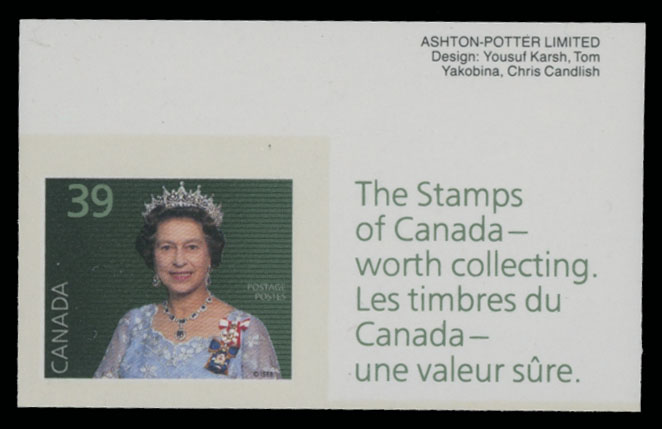 ASHTON-POTTER LIMITED
Design: Yousuf Karsh, Tom
Yakobina, Chris Candlish
39
POSTAGE
POSTES
CANADA
The Stamps
of Canada–
worth collecting.
Les timbres du
Canada–
une valeur sûre.